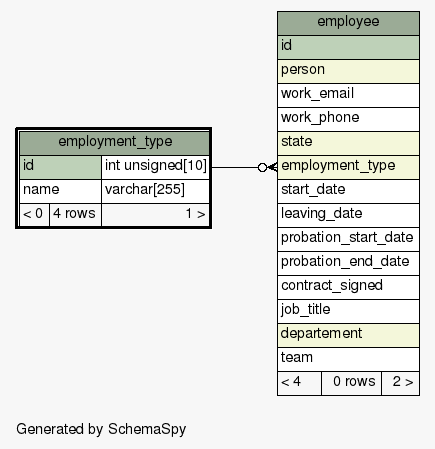 employment_type
id int unsigned[10]
name varchar[255]
< 0 4 rows 1 >
employee
id
person
work_email
work_phone
state
employment_type
start_date
leaving_date
probation_start_date
probation_end_date
contract_signed
job_title
departement
team
< 4 0 rows 2 >
Generated by SchemaSpy